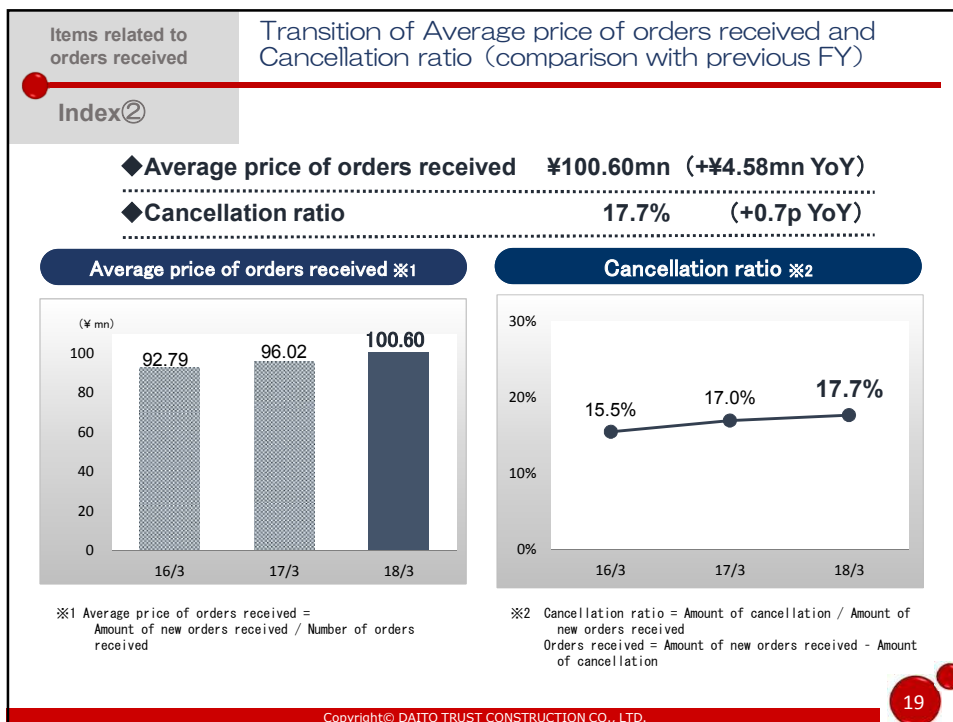 Items related to
orders received
Index②
Transition of Average price of orders received and
Cancellation ratio（comparison with previous FY）
◆Average price of orders received ¥100.60mn （+¥4.58mn YoY）
◆Cancellation ratio 17.7% （+0.7p YoY）
Average price of orders received ※1
（¥ mn）
100
80
60
40
20
0
92.79
96.02
100.60
16/3
17/3
18/3
※1 Average price of orders received =
Amount of new orders received / Number of orders
received
Cancellation ratio ※2
30%
20%
10%
0%
15.5%
17.0%
17.7%
16/3
17/3
18/3
※2 Cancellation ratio = Amount of cancellation / Amount of
new orders received
Orders received = Amount of new orders received - Amount
of cancellation
19
Copyright© DAITO TRUST CONSTRUCTION CO., LTD.